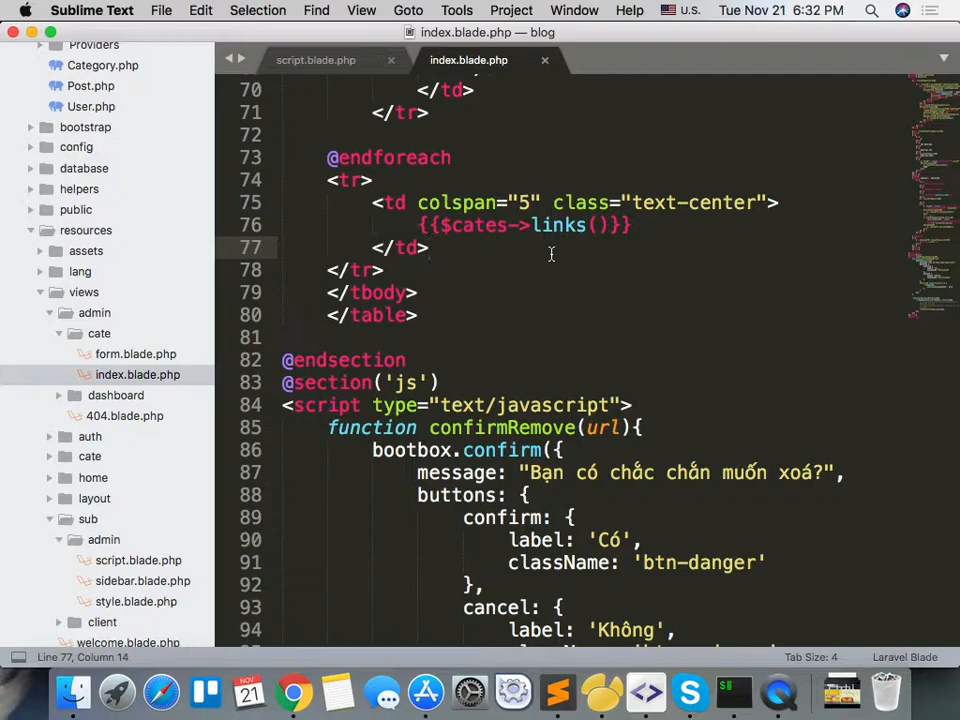 Sublime Text File Edit Selection Find View Goto Tools Project Window Help U.S. Tue Nov 21 6:32 PM
index.blade.php — blog
script.blade.php × index.blade.php ×
Providers
Category.php
Post.php
User.php
bootstrap
config
database
helpers
public
resources
assets
lang
views
admin
cate
form.blade.php
index.blade.php
dashboard
404.blade.php
auth
cate
home
layout
sub
admin
script.blade.php
sidebar.blade.php
style.blade.php
client
welcome.blade.php
70 </td>
71 </tr>
72
73 @endforeach
74 <tr>
75 <td colspan="5" class="text-center">
76 {{$cates->links()}}
77 </td>
78 </tr>
79 </tbody>
80 </table>
81
82 @endsection
83 @section('js')
84 <script type="text/javascript">
85 function confirmRemove(url){
86 bootbox.confirm({
87 message: "Bạn có chắc chắn muốn xoá?",
88 buttons: {
89 confirm: {
90 label: 'Có',
91 className: 'btn-danger'
92 },
93 cancel: {
94 label: 'Không',
Line 77, Column 14 Tab Size: 4 Laravel Blade
NOV
21